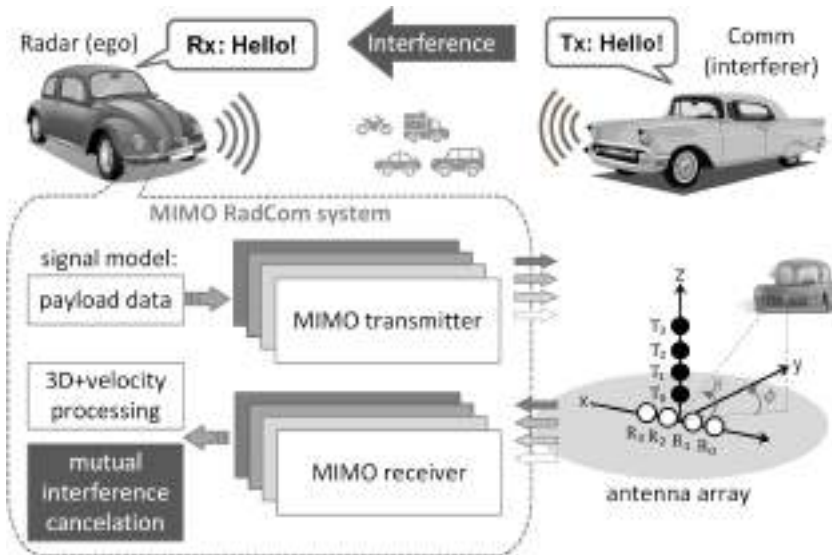 Radar (ego)
Rx: Hello!
Interference
Tx: Hello!
Comm
(interferer)
MIMO RadCom system
signal model:
payload data
MIMO transmitter
3D+velocity
processing
mutual
interference
cancelation
MIMO receiver
z
T₃
T₂
T₁
T₀
y
x
ϕ
R₃ R₂ R₁ R₀
antenna array